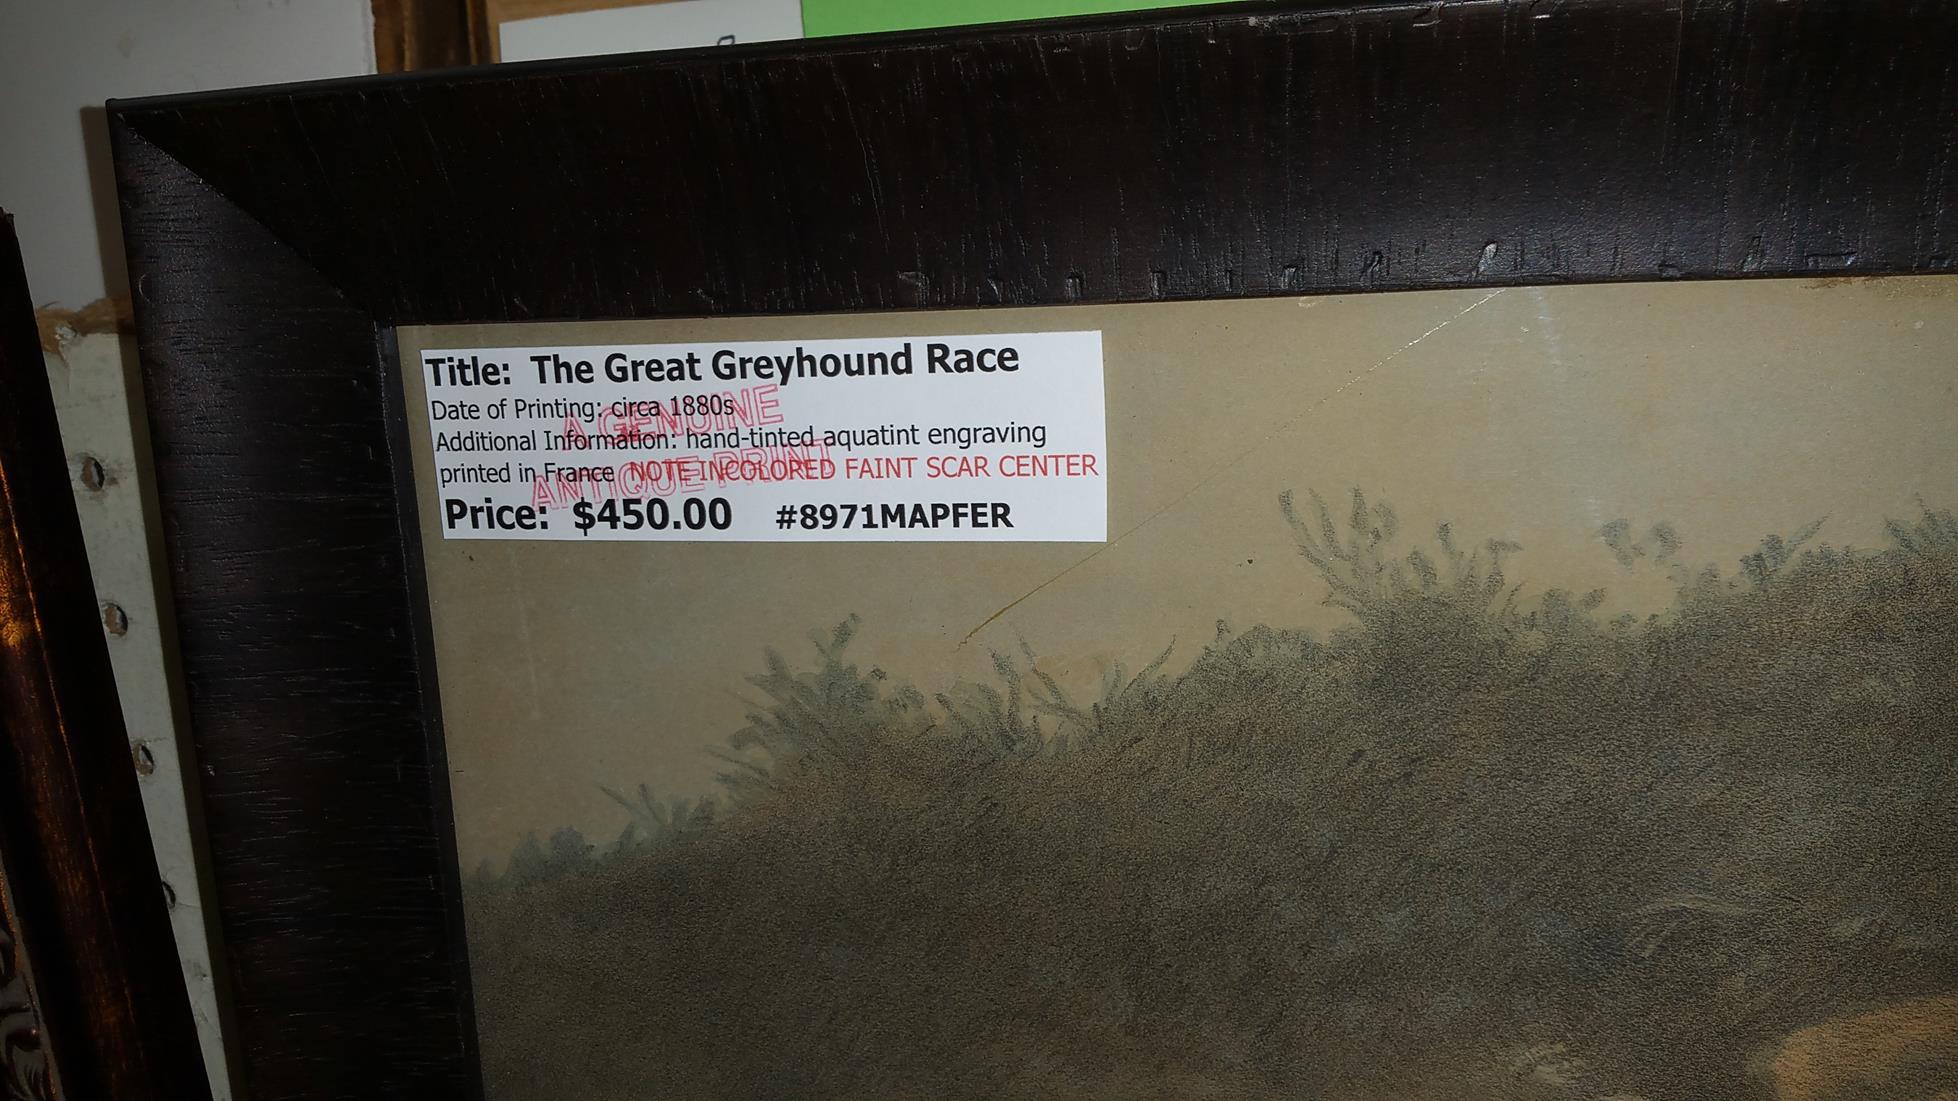 Title: The Great Greyhound Race
Date of Printing: circa 1880s
Additional Information: hand-tinted aquatint engraving
printed in France NOTE INCOLORED FAINT SCAR CENTER
Price: $450.00 #8971MAPFER
A GENUINE
ANTIQUE PRINT